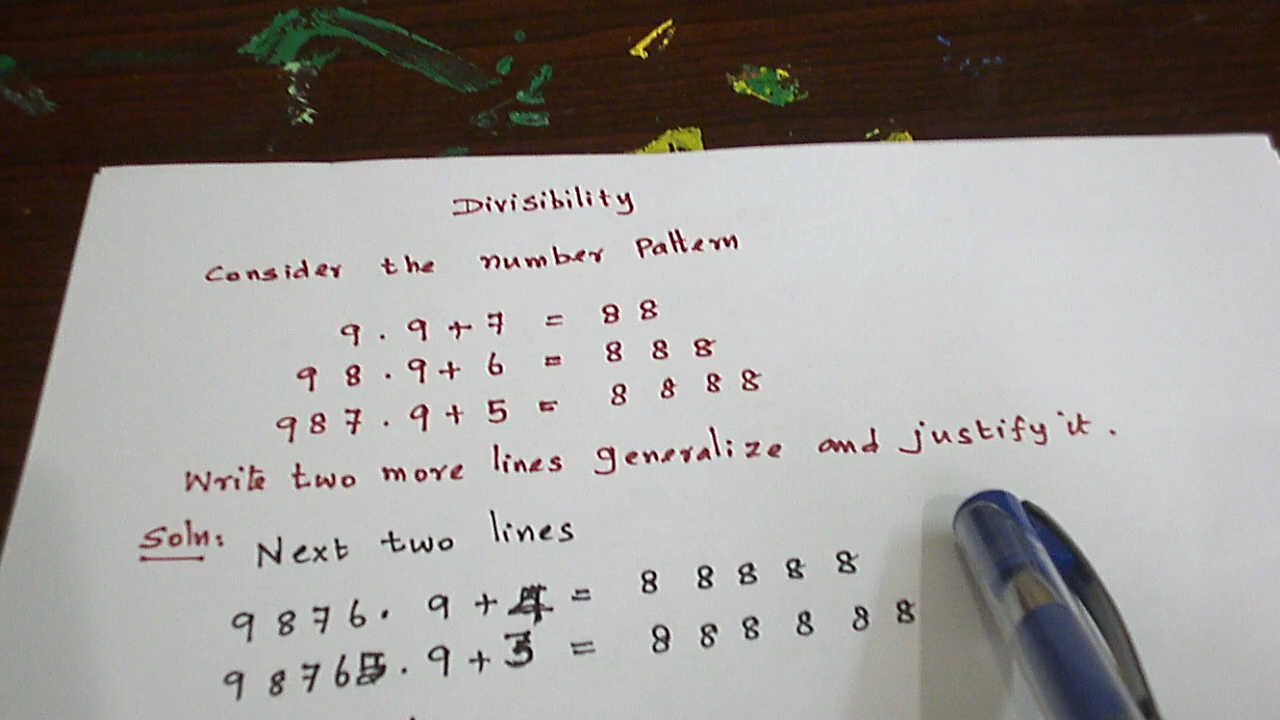 Divisibility
Consider the number Pattern
9 . 9 + 7 = 8 8
9 8 . 9 + 6 = 8 8 8
9 8 7 . 9 + 5 = 8 8 8 8
Write two more lines generalize and justify it .
Soln: Next two lines
9 8 7 6 . 9 + 4 = 8 8 8 8 8
9 8 7 6 5 . 9 + 3 = 8 8 8 8 8 8